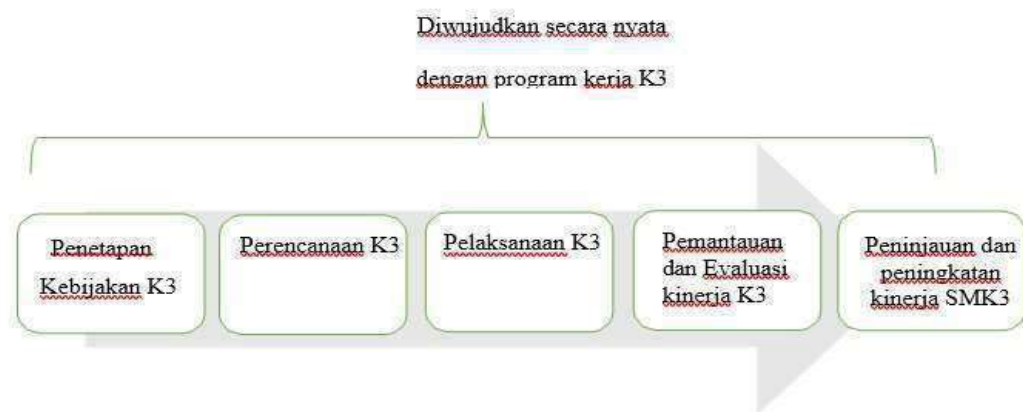 Diwujudkan secara nyata
dengan program kerja K3
Penetapan
Kebijakan K3
Perencanaan K3
Pelaksanaan K3
Pemantauan
dan Evaluasi
kinerja K3
Peninjauan dan
peningkatan
kinerja SMK3